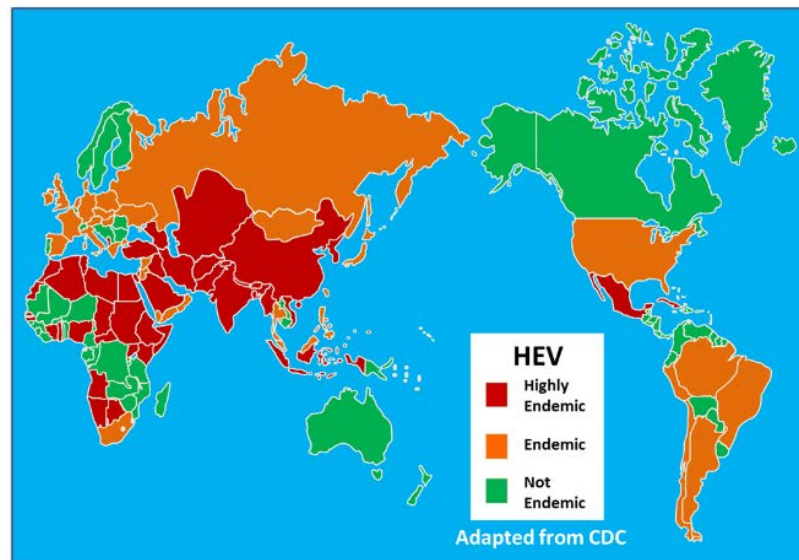 HEV
Highly
Endemic
Endemic
Not
Endemic
Adapted from CDC